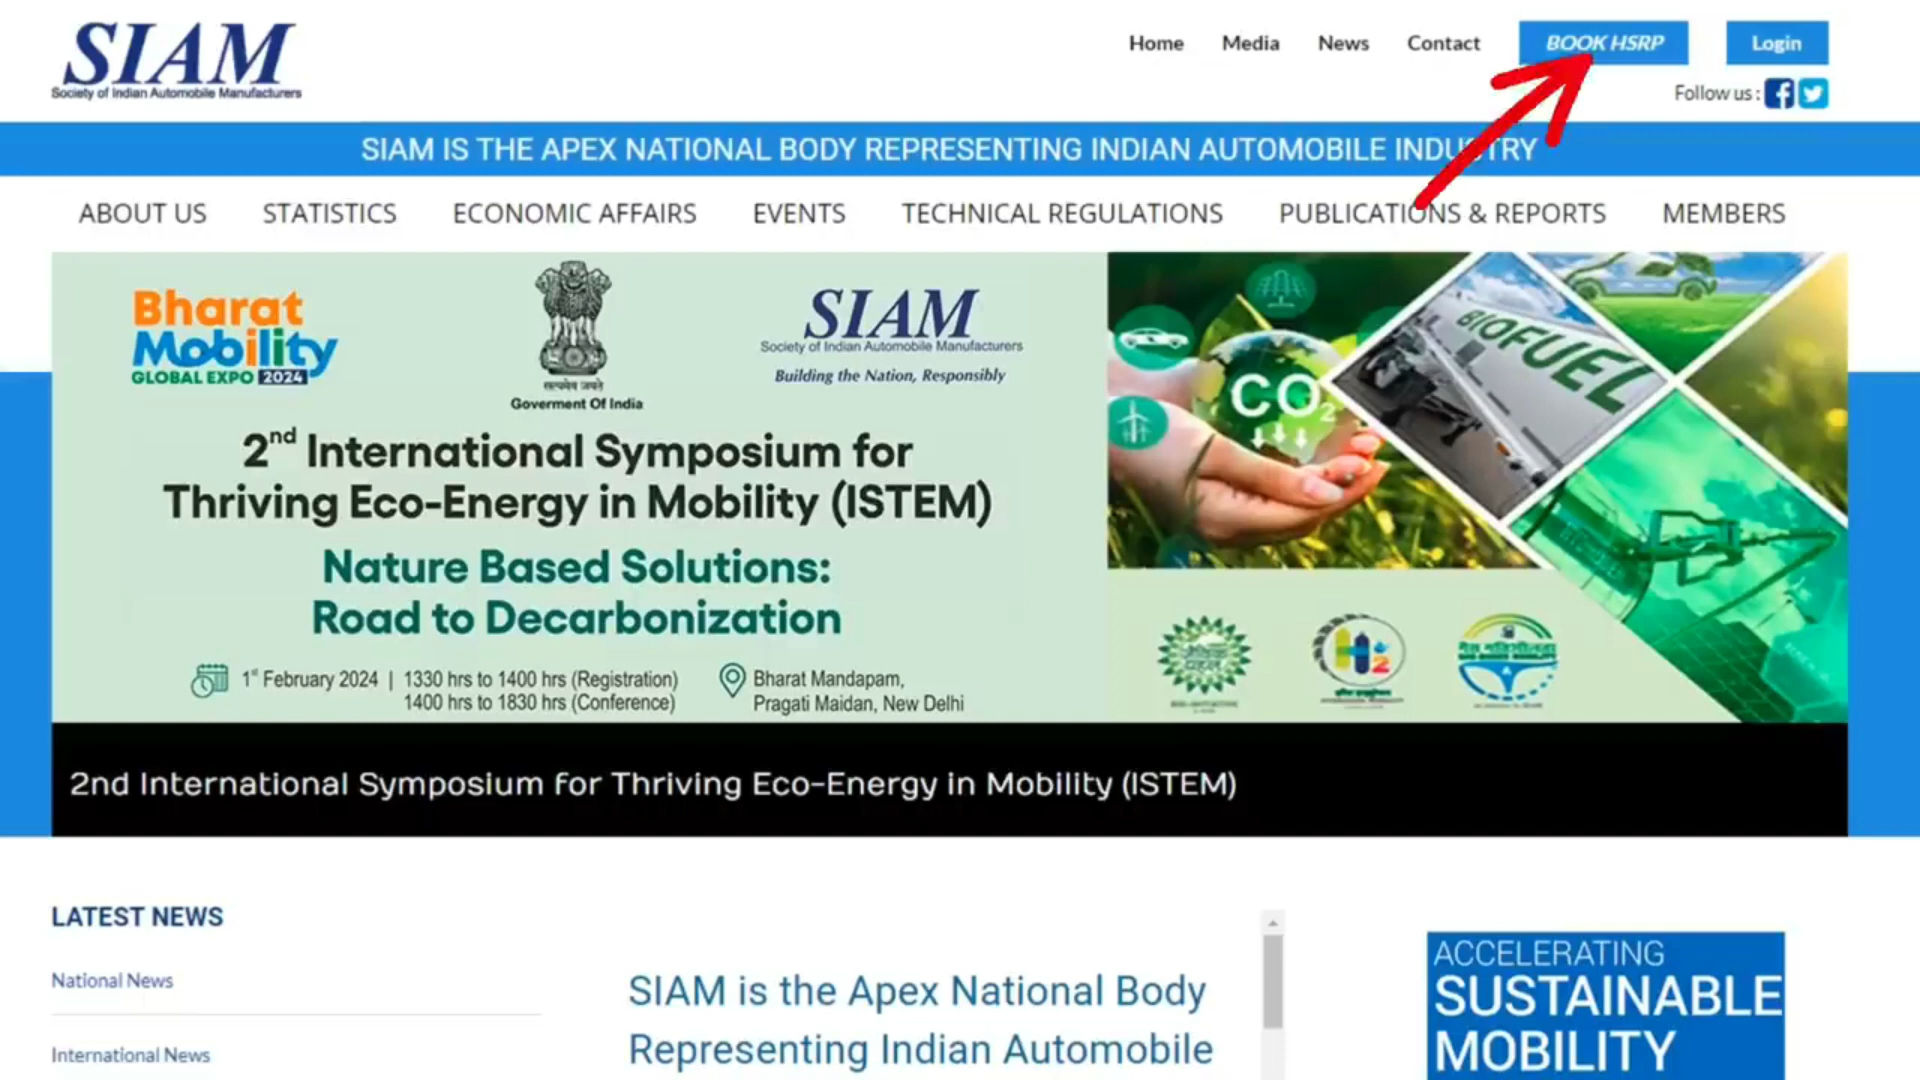 SIAM
Society of Indian Automobile Manufacturers
Home
Media
News
Contact
BOOK HSRP
Login
Follow us :
SIAM IS THE APEX NATIONAL BODY REPRESENTING INDIAN AUTOMOBILE INDUSTRY
ABOUT US
STATISTICS
ECONOMIC AFFAIRS
EVENTS
TECHNICAL REGULATIONS
PUBLICATIONS & REPORTS
MEMBERS
Bharat
Mobility
GLOBAL EXPO 2024
सत्यमेव जयते
Goverment Of India
SIAM
Society of Indian Automobile Manufacturers
Building the Nation, Responsibly
2nd International Symposium for
Thriving Eco-Energy in Mobility (ISTEM)
Nature Based Solutions:
Road to Decarbonization
1st February 2024 | 1330 hrs to 1400 hrs (Registration)
1400 hrs to 1830 hrs (Conference)
Bharat Mandapam,
Pragati Maidan, New Delhi
CO2
BIOFUEL
H2
2nd International Symposium for Thriving Eco-Energy in Mobility (ISTEM)
LATEST NEWS
National News
International News
SIAM is the Apex National Body
Representing Indian Automobile
ACCELERATING
SUSTAINABLE
MOBILITY